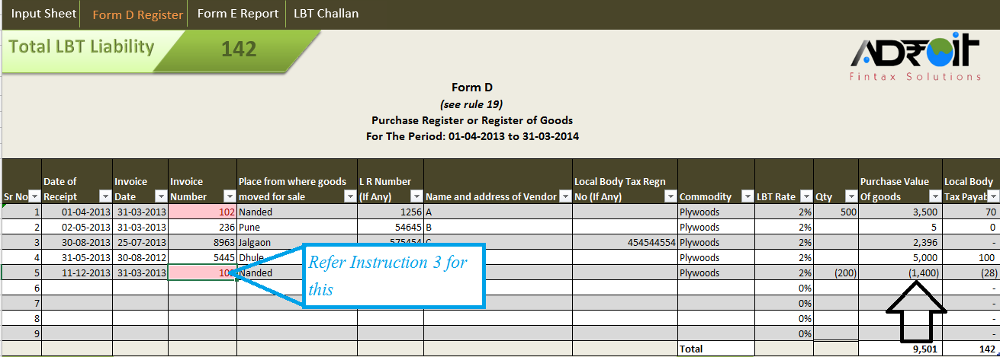 Input Sheet Form D Register Form E Report LBT Challan
Total LBT Liability 142
ADROIT
Fintax Solutions
Form D
(see rule 19)
Purchase Register or Register of Goods
For The Period: 01-04-2013 to 31-03-2014
Sr No Date of Receipt Invoice Date Invoice Number Place from where goods moved for sale L R Number (If Any) Name and address of Vendor Local Body Tax Regn No (If Any) Commodity LBT Rate Qty Purchase Value Of goods Local Body Tax
1 01-04-2013 31-03-2013 102 Nanded 1256 A Plywoods 2% 500 3,500 70
2 02-05-2013 31-03-2013 236 Pune 54645 B Plywoods 2% 5 0
3 30-08-2013 25-07-2013 8963 Jalgaon 575454 454544554 Plywoods 2% 2,396 -
4 31-05-2013 30-08-2012 5445 Dhule Plywoods 2% 5,000 100
5 11-12-2013 31-03-2013 Nanded Plywoods 2% (200) (1,400) (28)
Refer Instruction 3 for
this
6 0% -
7 0% -
8 0% -
9 0% -
Total 9,501 142